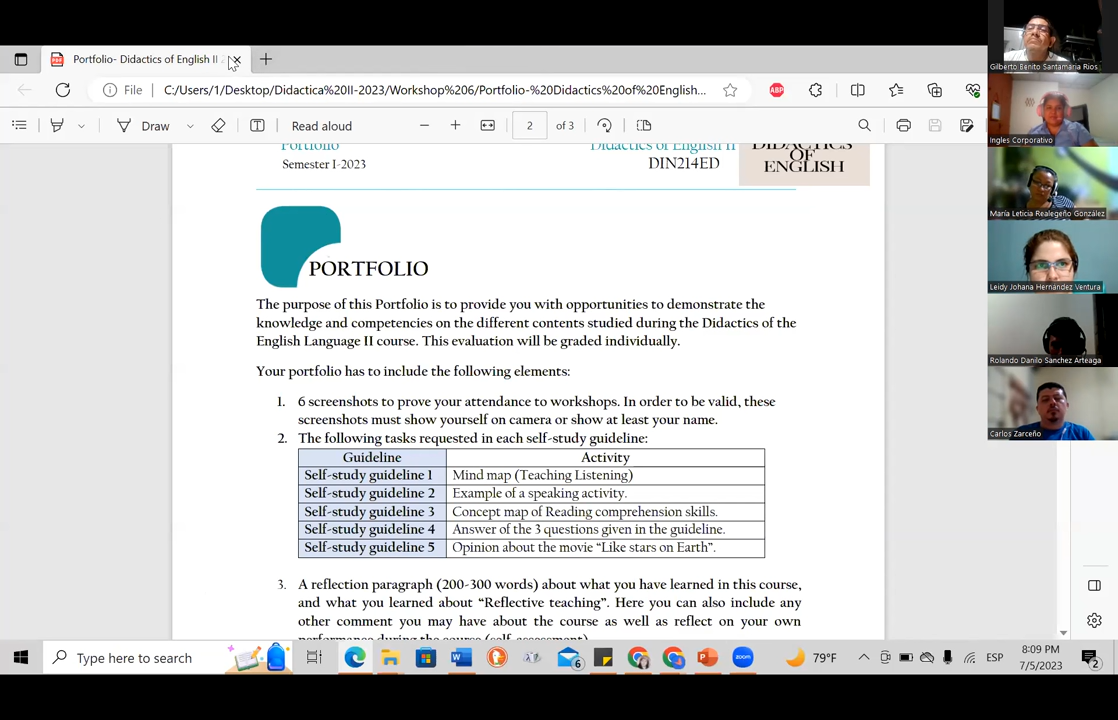 Portfolio- Didactics of English II
File C:/Users/1/Desktop/Didactica%20II-2023/Workshop%206/Portfolio-%20Didactics%20of%20English...
ABP
Draw Read aloud 2 of 3
Portfolio Didactics of English II DIDACTICS
Semester I-2023 DIN214ED OF
ENGLISH
PORTFOLIO
The purpose of this Portfolio is to provide you with opportunities to demonstrate the
knowledge and competencies on the different contents studied during the Didactics of the
English Language II course. This evaluation will be graded individually.
Your portfolio has to include the following elements:
1. 6 screenshots to prove your attendance to workshops. In order to be valid, these
screenshots must show yourself on camera or show at least your name.
2. The following tasks requested in each self-study guideline:
Guideline Activity
Self-study guideline 1 Mind map (Teaching Listening)
Self-study guideline 2 Example of a speaking activity.
Self-study guideline 3 Concept map of Reading comprehension skills.
Self-study guideline 4 Answer of the 3 questions given in the guideline.
Self-study guideline 5 Opinion about the movie “Like stars on Earth”.
3. A reflection paragraph (200-300 words) about what you have learned in this course,
and what you learned about “Reflective teaching”. Here you can also include any
other comment you may have about the course as well as reflect on your own
performance during the course (self-assessment)
Gilberto Benito Santamaria Rios
Ingles Corporativo
María Leticia Realegeño González
Leidy Johana Hernández Ventura
Rolando Danilo Sanchez Arteaga
Carlos Zarceño
Type here to search
6
zoom
79°F
ESP
8:09 PM
7/5/2023
2